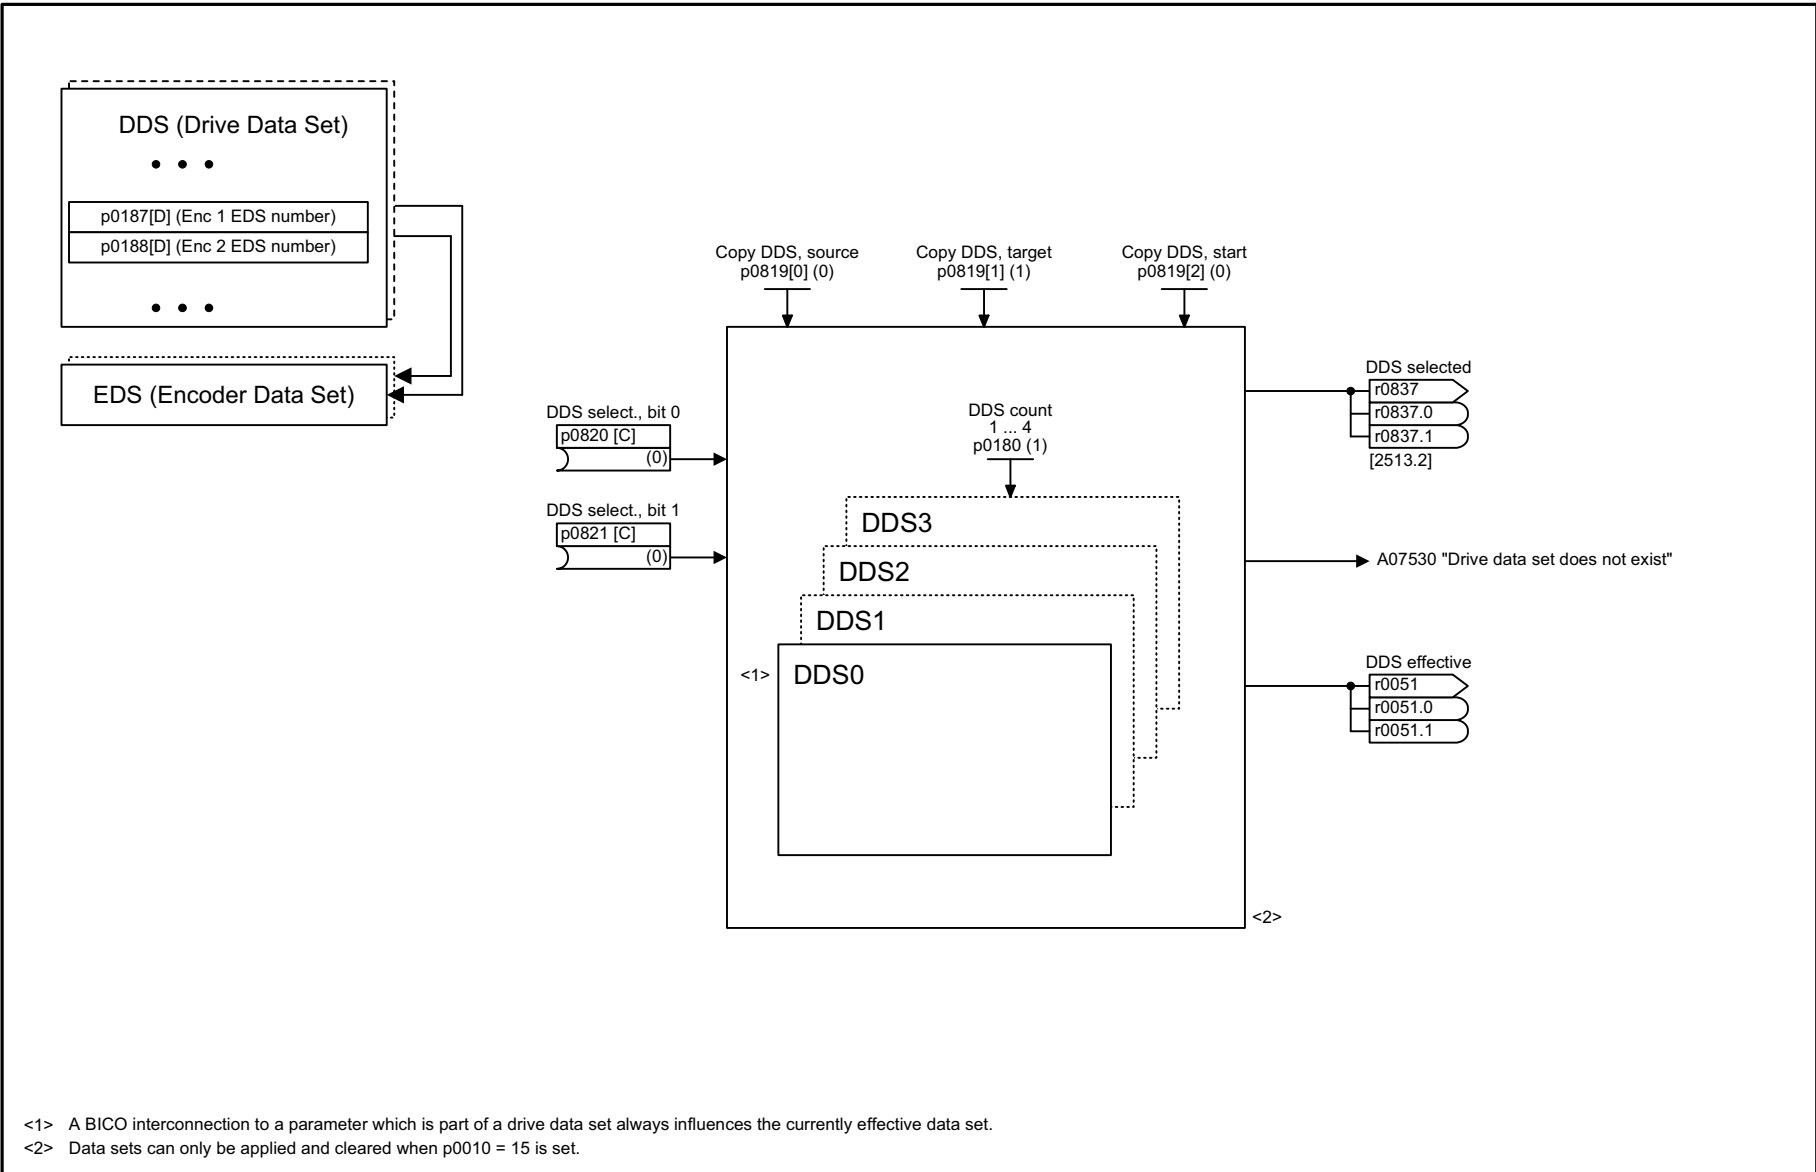 DDS (Drive Data Set)
p0187[D] (Enc 1 EDS number)
p0188[D] (Enc 2 EDS number)
EDS (Encoder Data Set)
Copy DDS, source
p0819[0] (0)
Copy DDS, target
p0819[1] (1)
Copy DDS, start
p0819[2] (0)
DDS select., bit 0
p0820 [C]
(0)
DDS select., bit 1
p0821 [C]
(0)
DDS count
1 ... 4
p0180 (1)
DDS3
DDS2
DDS1
<1>
DDS0
<2>
DDS selected
r0837
r0837.0
r0837.1
[2513.2]
A07530 "Drive data set does not exist"
DDS effective
r0051
r0051.0
r0051.1
<1> A BICO interconnection to a parameter which is part of a drive data set always influences the currently effective data set.
<2> Data sets can only be applied and cleared when p0010 = 15 is set.